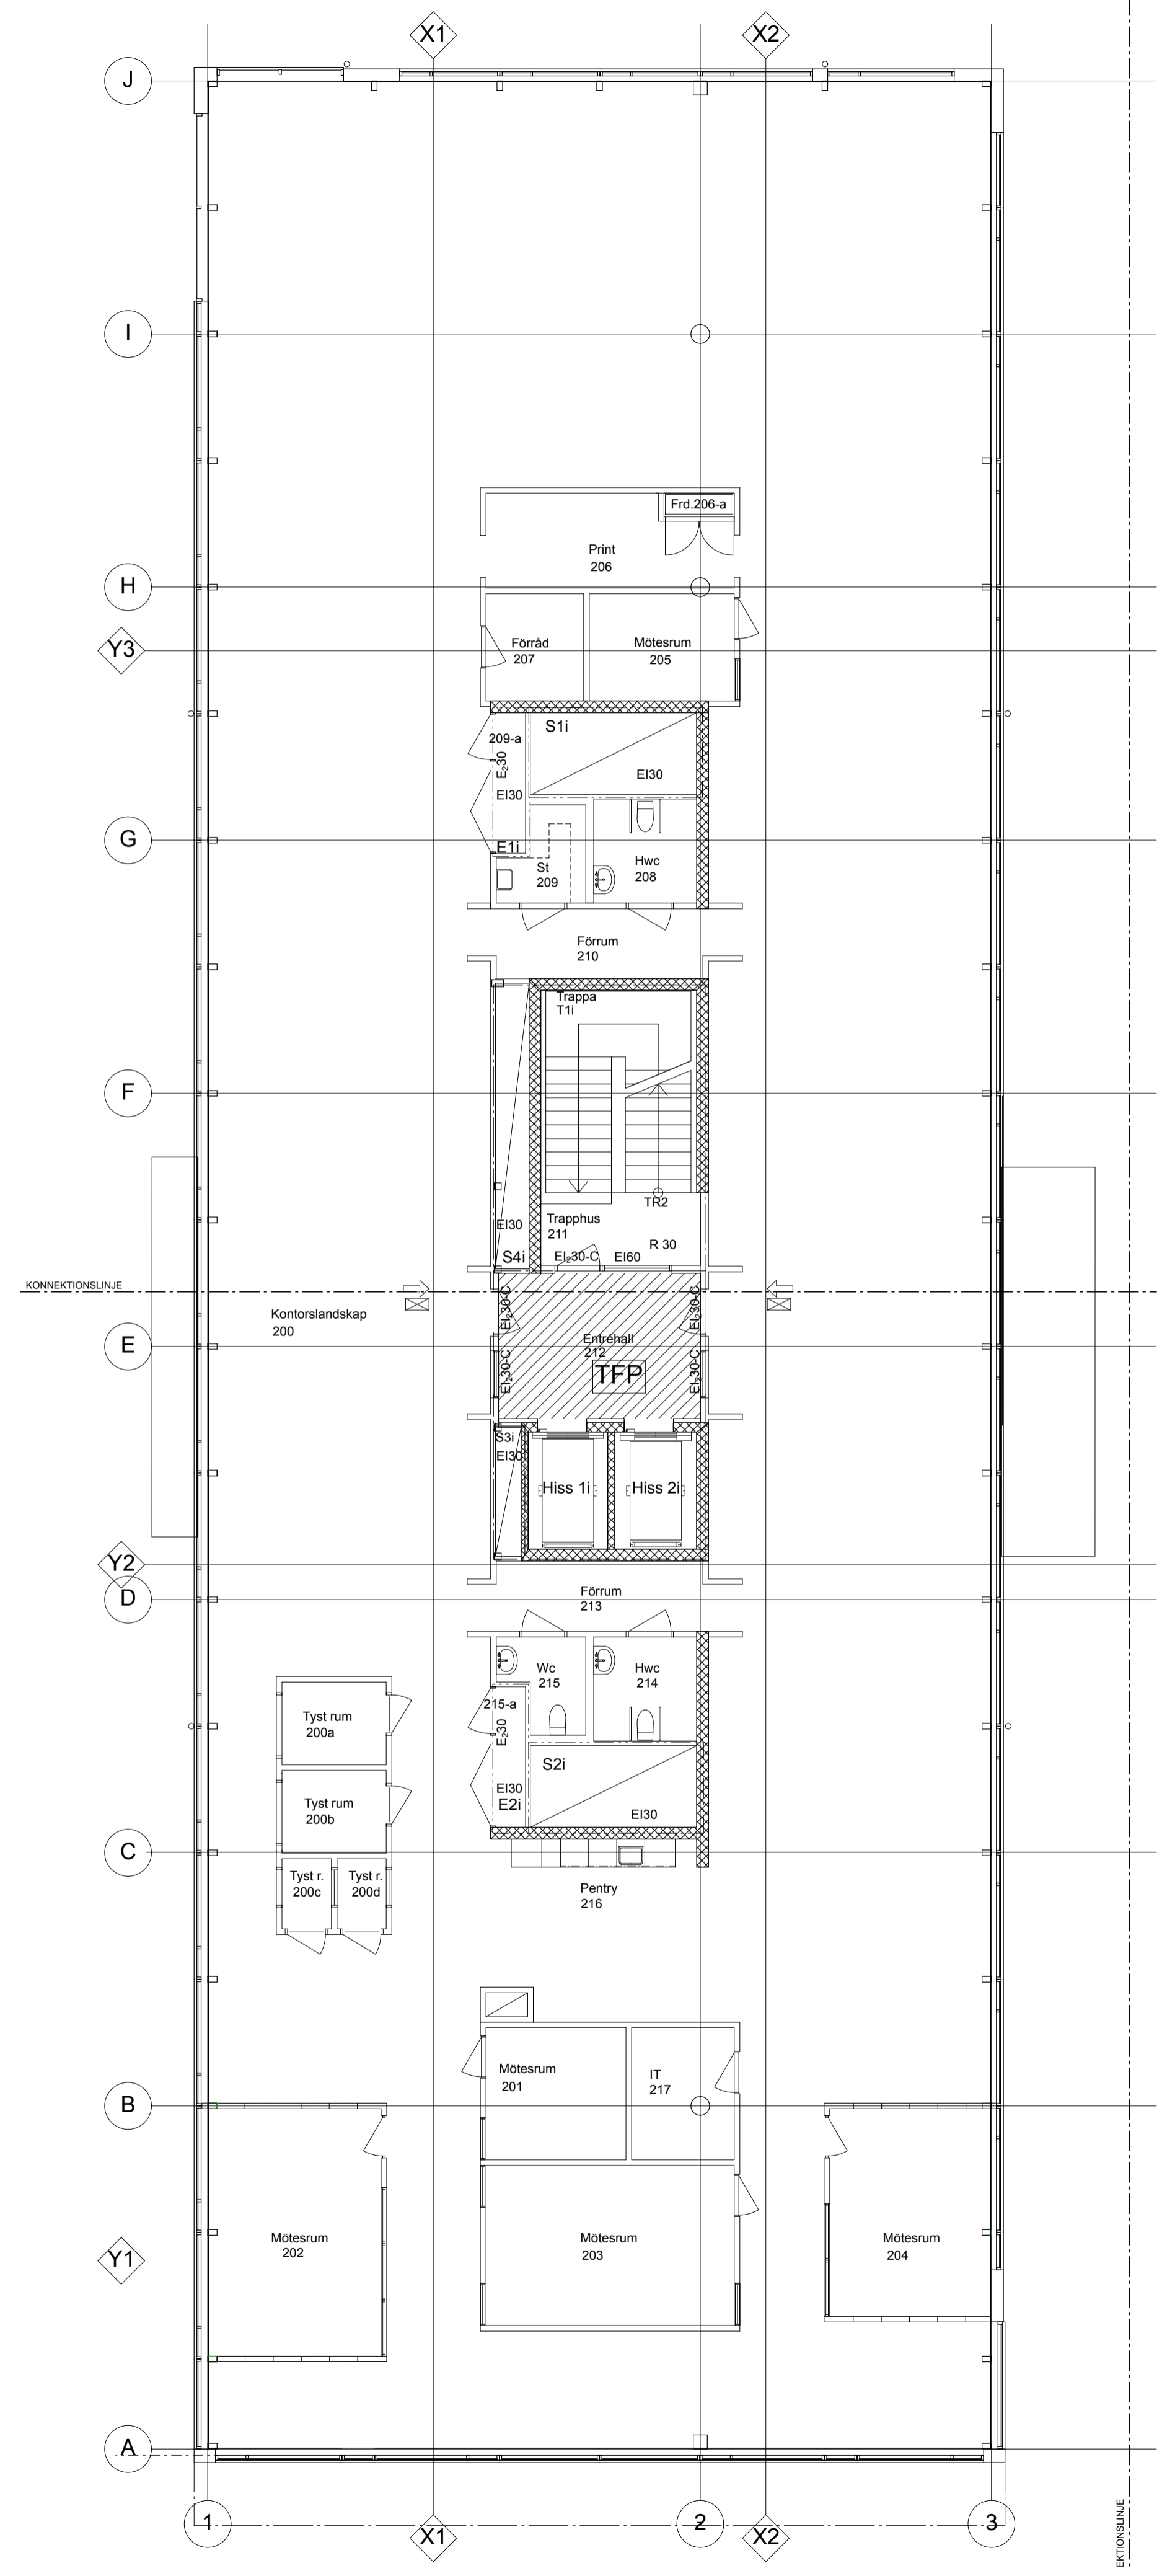 X1
X2
J
I
Frd.206-a
Print
206
H
Förråd
207
Mötesrum
205
Y3
S1i
209-a
E₂30
EI30
EI30
G
E1i
St
209
Hwc
208
Förrum
210
Trappa
T1i
F
TR2
Trapphus
211
EI30
R 30
S4i
EI₂30-C
EI60
KONNEKTIONSLINJE
EI₂30-C
EI₂30-C
Kontorslandskap
200
E
Entréhall
212
TFP
EI₂30-C
EI₂30-C
S3i
EI30
Hiss 1i
Hiss 2i
Y2
D
Förrum
213
Wc
215
Hwc
214
215-a
E₂30
Tyst rum
200a
S2i
EI30
E2i
EI30
Tyst rum
200b
C
Tyst r.
200c
Tyst r.
200d
Pentry
216
Mötesrum
201
IT
217
B
Mötesrum
202
Mötesrum
203
Mötesrum
204
Y1
A
1
X1
2
X2
3
EKTIONSLINJE